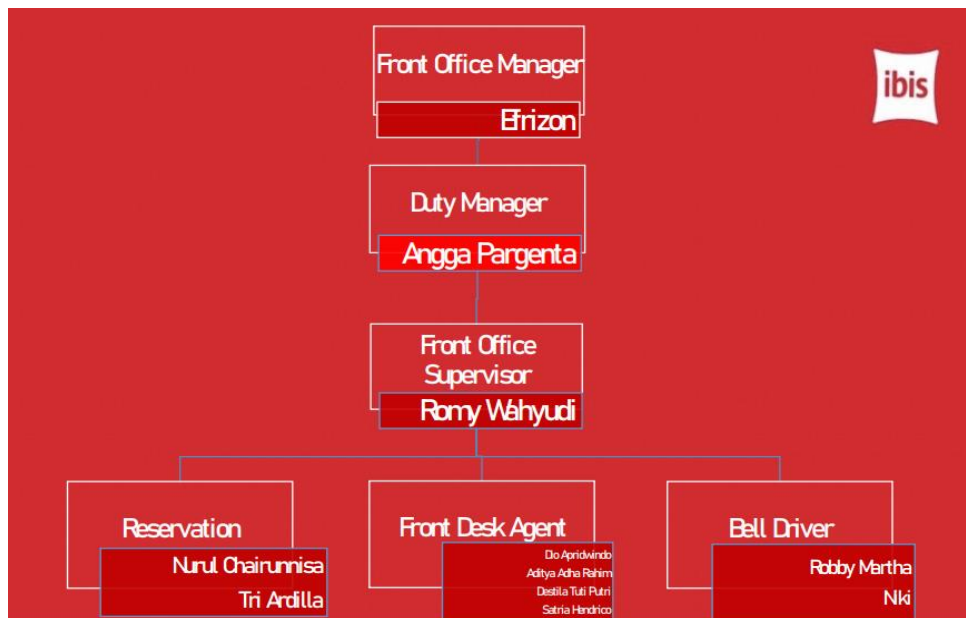 Front Office Manager
ibis
Efrizon
Duty Manager
Angga Pargenta
Front Office
Supervisor
Romy Wahyudi
Reservation
Nurul Chairunnisa
Tri Ardilla
Front Desk Agent
Dio Apridwindo
Aditya Adha Rahim
Destila Tuti Putri
Satria Hendrico
Bell Driver
Robby Martha
Niki